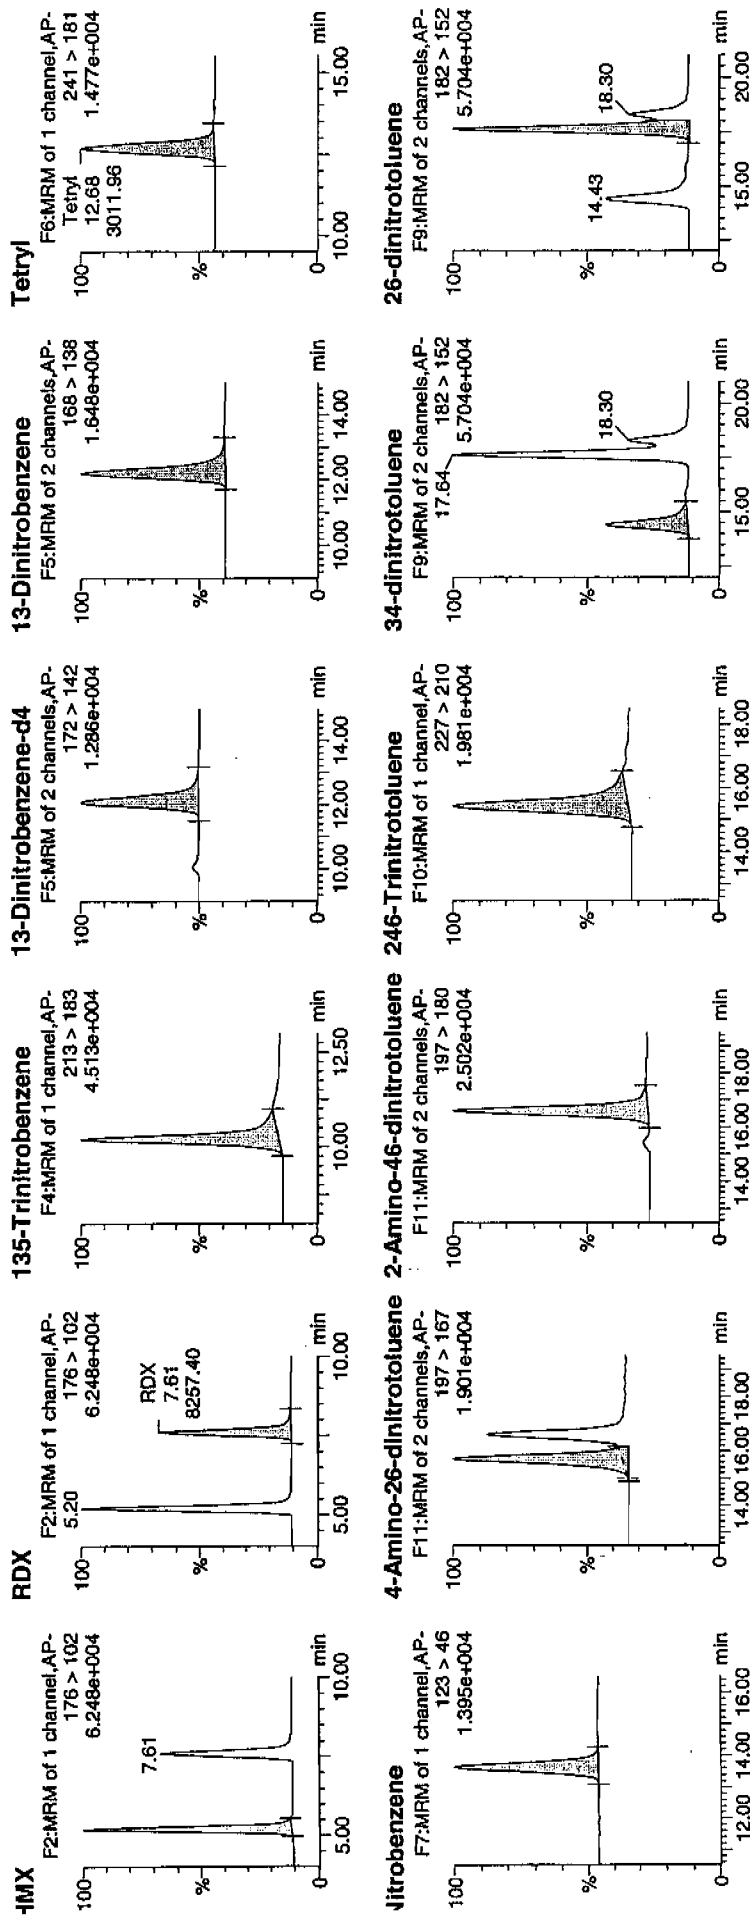 HMX
F2:MRM of 1 channel,AP-
176 > 102
6.248e+004
100
7.61
%
0
5.00
10.00
min
RDX
F2:MRM of 1 channel,AP-
5.20
176 > 102
6.248e+004
100
RDX
7.61
8257.40
%
0
5.00
10.00
min
135-Trinitrobenzene
F4:MRM of 1 channel,AP-
213 > 183
4.513e+004
100
%
0
10.00
12.50
min
13-Dinitrobenzene-d4
F5:MRM of 2 channels,AP-
172 > 142
1.286e+004
100
%
0
10.00
12.00
14.00
min
13-Dinitrobenzene
F5:MRM of 2 channels,AP-
168 > 138
1.648e+004
100
%
0
10.00
12.00
14.00
min
Tetryl
F6:MRM of 1 channel,AP-
241 > 181
1.477e+004
100
Tetryl
12.68
3011.96
%
0
10.00
15.00
min
Nitrobenzene
F7:MRM of 1 channel,AP-
123 > 46
1.395e+004
100
%
0
12.00
14.00
16.00
min
4-Amino-26-dinitrotoluene
F11:MRM of 2 channels,AP-
197 > 167
1.901e+004
100
%
0
14.00
16.00
18.00
min
2-Amino-46-dinitrotoluene
F11:MRM of 2 channels,AP-
197 > 180
2.502e+004
100
%
0
14.00
16.00
18.00
min
246-Trinitrotoluene
F10:MRM of 1 channel,AP-
227 > 210
1.981e+004
100
%
0
14.00
16.00
18.00
min
34-dinitrotoluene
F9:MRM of 2 channels,AP-
17.64
182 > 152
5.704e+004
100
18.30
%
0
15.00
20.00
min
26-dinitrotoluene
F9:MRM of 2 channels,AP-
182 > 152
5.704e+004
100
14.43
18.30
%
0
15.00
20.00
min